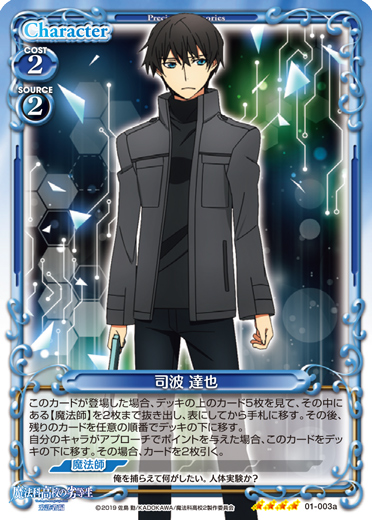 Precious Memories
Character
COST
2
SOURCE
2
司波 達也
このカードが登場した場合、デッキの上のカード5枚を見て、その中に
ある【魔法師】を2枚まで抜き出し、表にしてから手札に移す。その後、
残りのカードを任意の順番でデッキの下に移す。
自分のキャラがアプローチでポイントを与えた場合、このカードをデッ
キの下に移す。その場合、カードを2枚引く。
魔法師
俺を捕らえて何がしたい。人体実験か?
魔法科高校の劣等生
01-003a
©2019 佐島 勤/KADOKAWA/魔法科高校2製作委員会